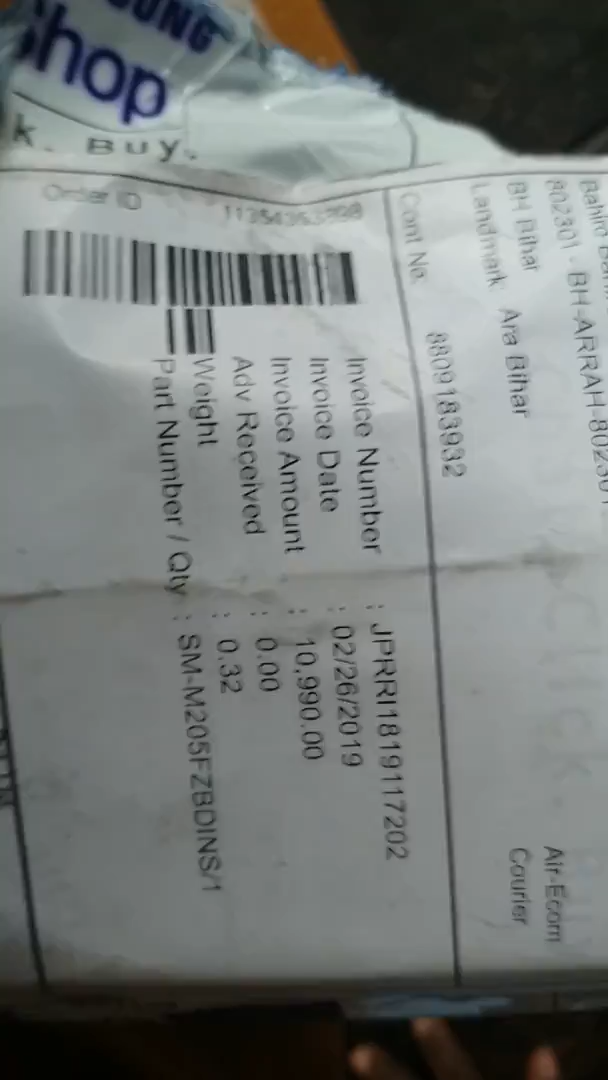 Shop
Buy.
802301 - BH-ARRAH-802301
BH Bihar
Landmark Ara Bihar
Cont No. 8809183932
Air-Ecom
Courier
Order ID
Invoice Number : JPRRI1819117202
Invoice Date : 02/26/2019
Invoice Amount : 10,990.00
Adv Received : 0.00
Weight : 0.32
Part Number / Qty : SM-M205FZBDINS/1